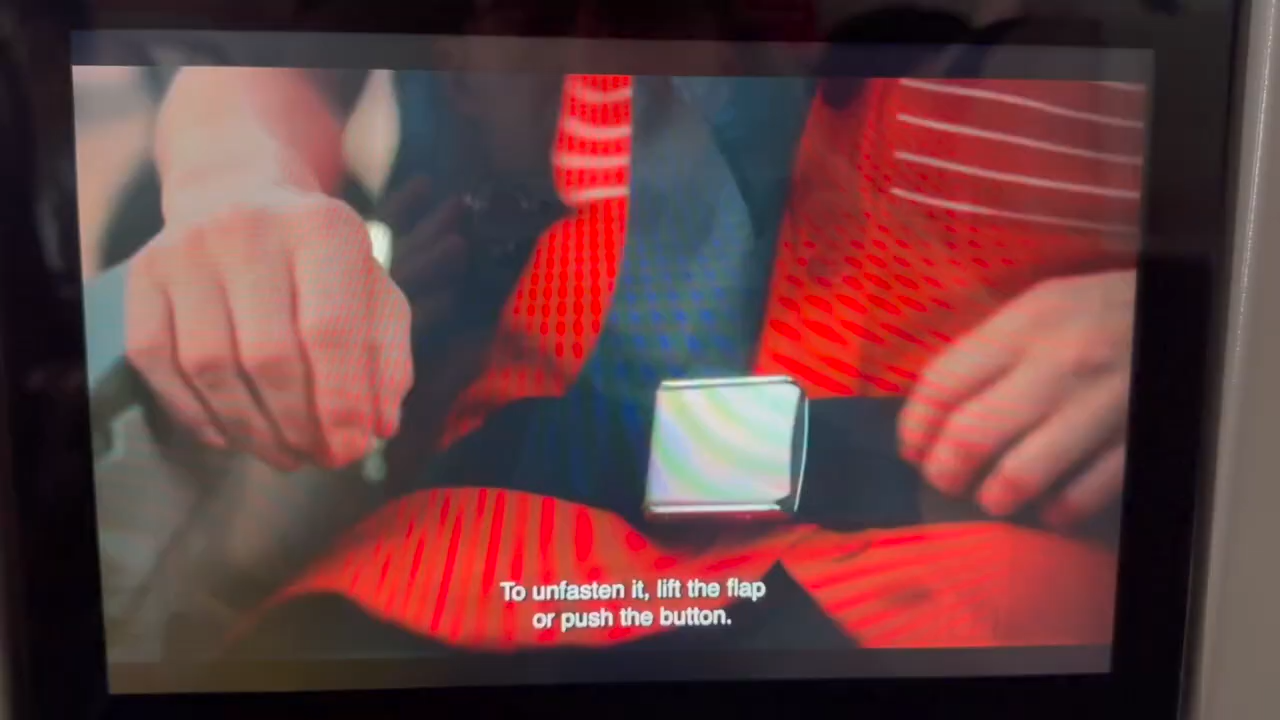 To unfasten it, lift the flap
or push the button.